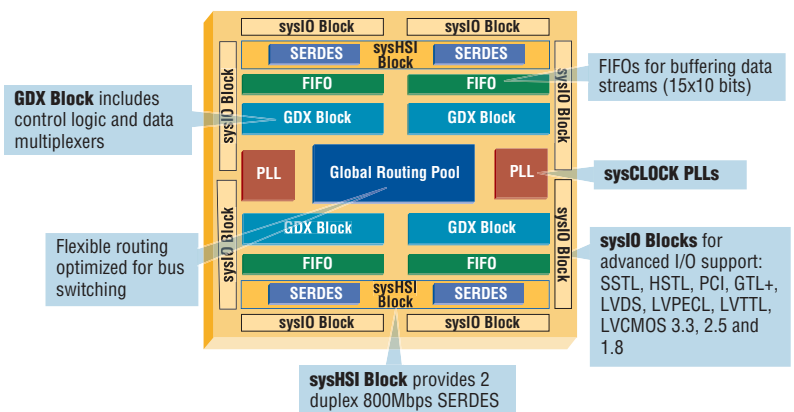 sysIO Block sysIO Block
SERDES sysHSI Block SERDES
FIFO FIFO
sysIO Block sysIO Block
GDX Block GDX Block
PLL Global Routing Pool PLL
GDX Block GDX Block
sysIO Block sysIO Block
FIFO FIFO
SERDES sysHSI Block SERDES
sysIO Block sysIO Block
GDX Block includes
control logic and data
multiplexers
Flexible routing
optimized for bus
switching
FIFOs for buffering data
streams (15x10 bits)
sysCLOCK PLLs
sysIO Blocks for
advanced I/O support:
SSTL, HSTL, PCI, GTL+,
LVDS, LVPECL, LVTTL,
LVCMOS 3.3, 2.5 and
1.8
sysHSI Block provides 2
duplex 800Mbps SERDES